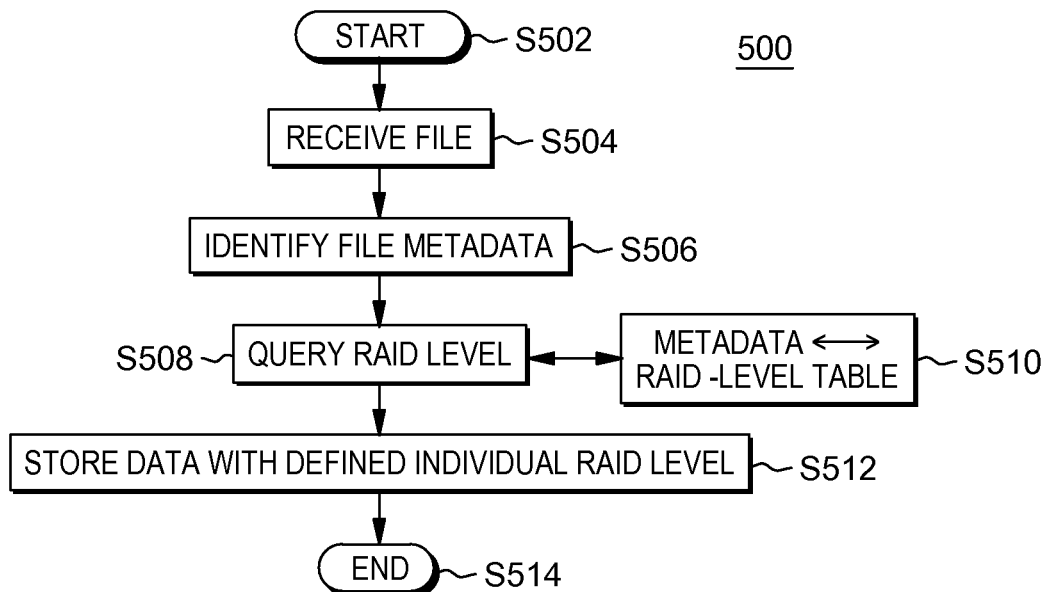 START
S502
500
RECEIVE FILE
S504
IDENTIFY FILE METADATA
S506
S508
QUERY RAID LEVEL
METADATA ↔
RAID -LEVEL TABLE
S510
STORE DATA WITH DEFINED INDIVIDUAL RAID LEVEL
S512
END
S514